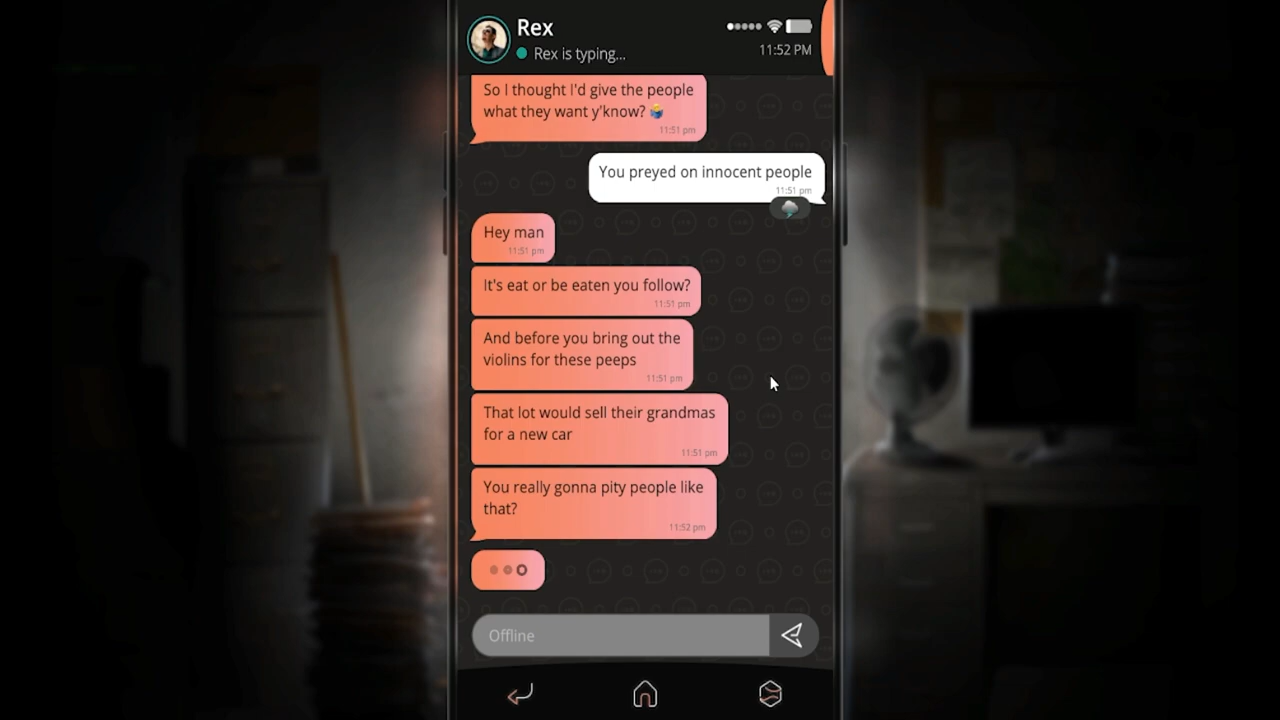 Rex
Rex is typing...
11:52 PM
So I thought I'd give the people
what they want y'know?
11:51 pm
You preyed on innocent people
11:51 pm
Hey man
11:51 pm
It's eat or be eaten you follow?
11:51 pm
And before you bring out the
violins for these peeps
11:51 pm
That lot would sell their grandmas
for a new car
11:51 pm
You really gonna pity people like
that?
11:52 pm
Offline